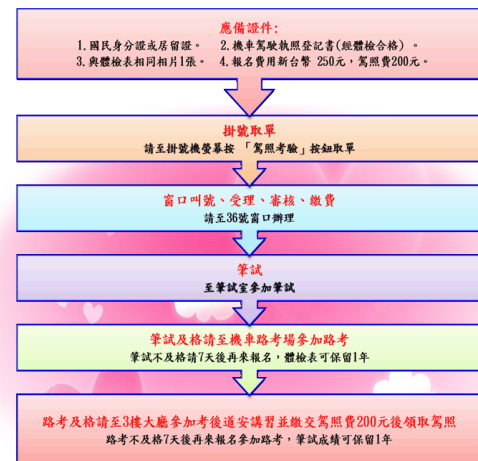 應備證件:
1.國民身分證或居留證。 2.機車駕駛執照登記書(經體檢合格) 。
3.與體檢表相同相片1張。 4.報名費用新台幣 250元，駕照費200元。
掛號取單
請至掛號機螢幕按 「駕照考驗」按鈕取單
窗口叫號、受理、審核、繳費
請至36號窗口辦理
筆試
至筆試室參加筆試
筆試及格請至機車路考場參加路考
筆試不及格請7天後再來報名，體檢表可保留1年
路考及格請至3樓大廳參加考後道安講習並繳交駕照費200元後領取駕照
路考不及格7天後再來報名參加路考，筆試成績可保留1年